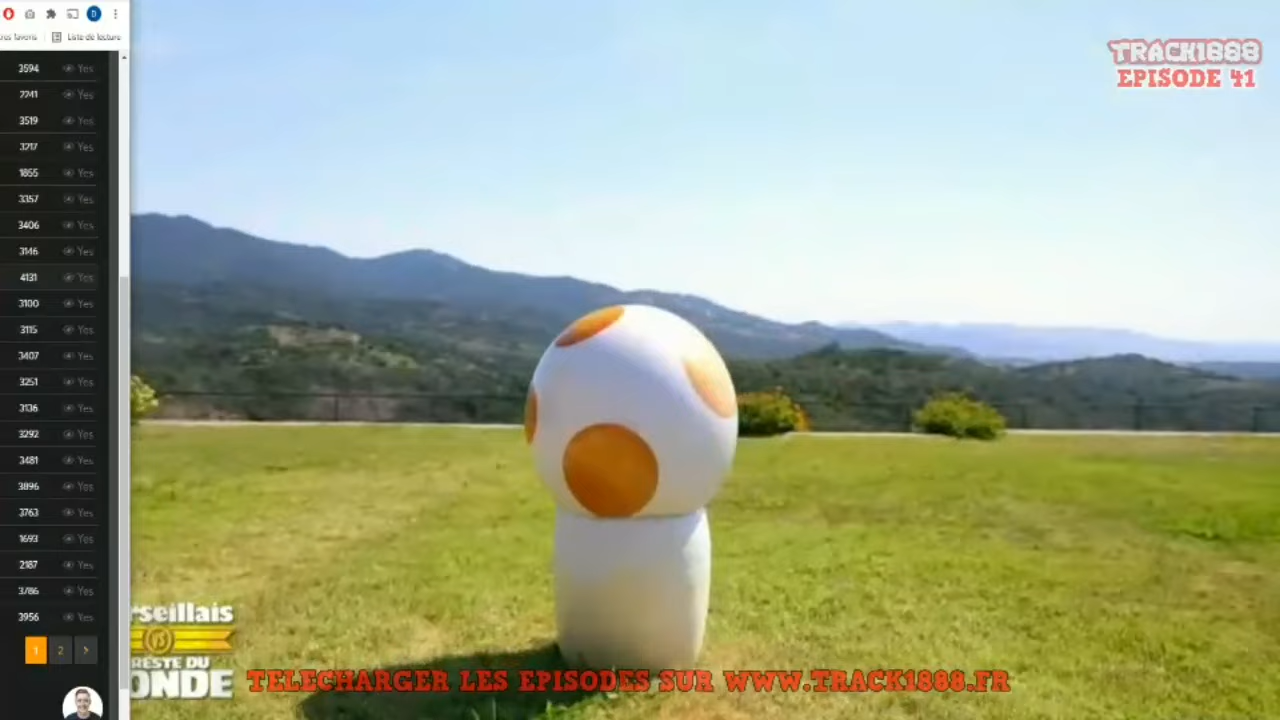 Liste de lecture
TRACK1888
EPISODE 41
3594 Yes
2241 Yes
3519 Yes
3217 Yes
1855 Yes
3357 Yes
3406 Yes
3146 Yes
4131 Yes
3100 Yes
3115 Yes
3407 Yes
3251 Yes
3136 Yes
3292 Yes
3481 Yes
3896 Yes
3763 Yes
1693 Yes
2187 Yes
3786 Yes
3956 Yes
1 2 >
rseillais
RESTE DU
ONDE
TELECHARGER LES EPISODES SUR WWW.TRACK1888.FR